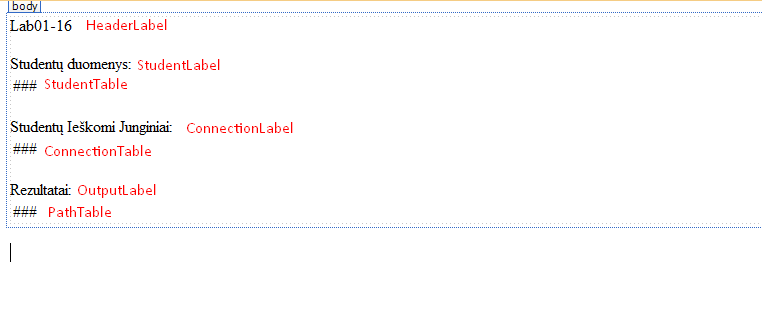 body
Lab01-16 HeaderLabel
Studentų duomenys: StudentLabel
### StudentTable
Studentų Ieškomi Junginiai: ConnectionLabel
### ConnectionTable
Rezultatai: OutputLabel
### PathTable